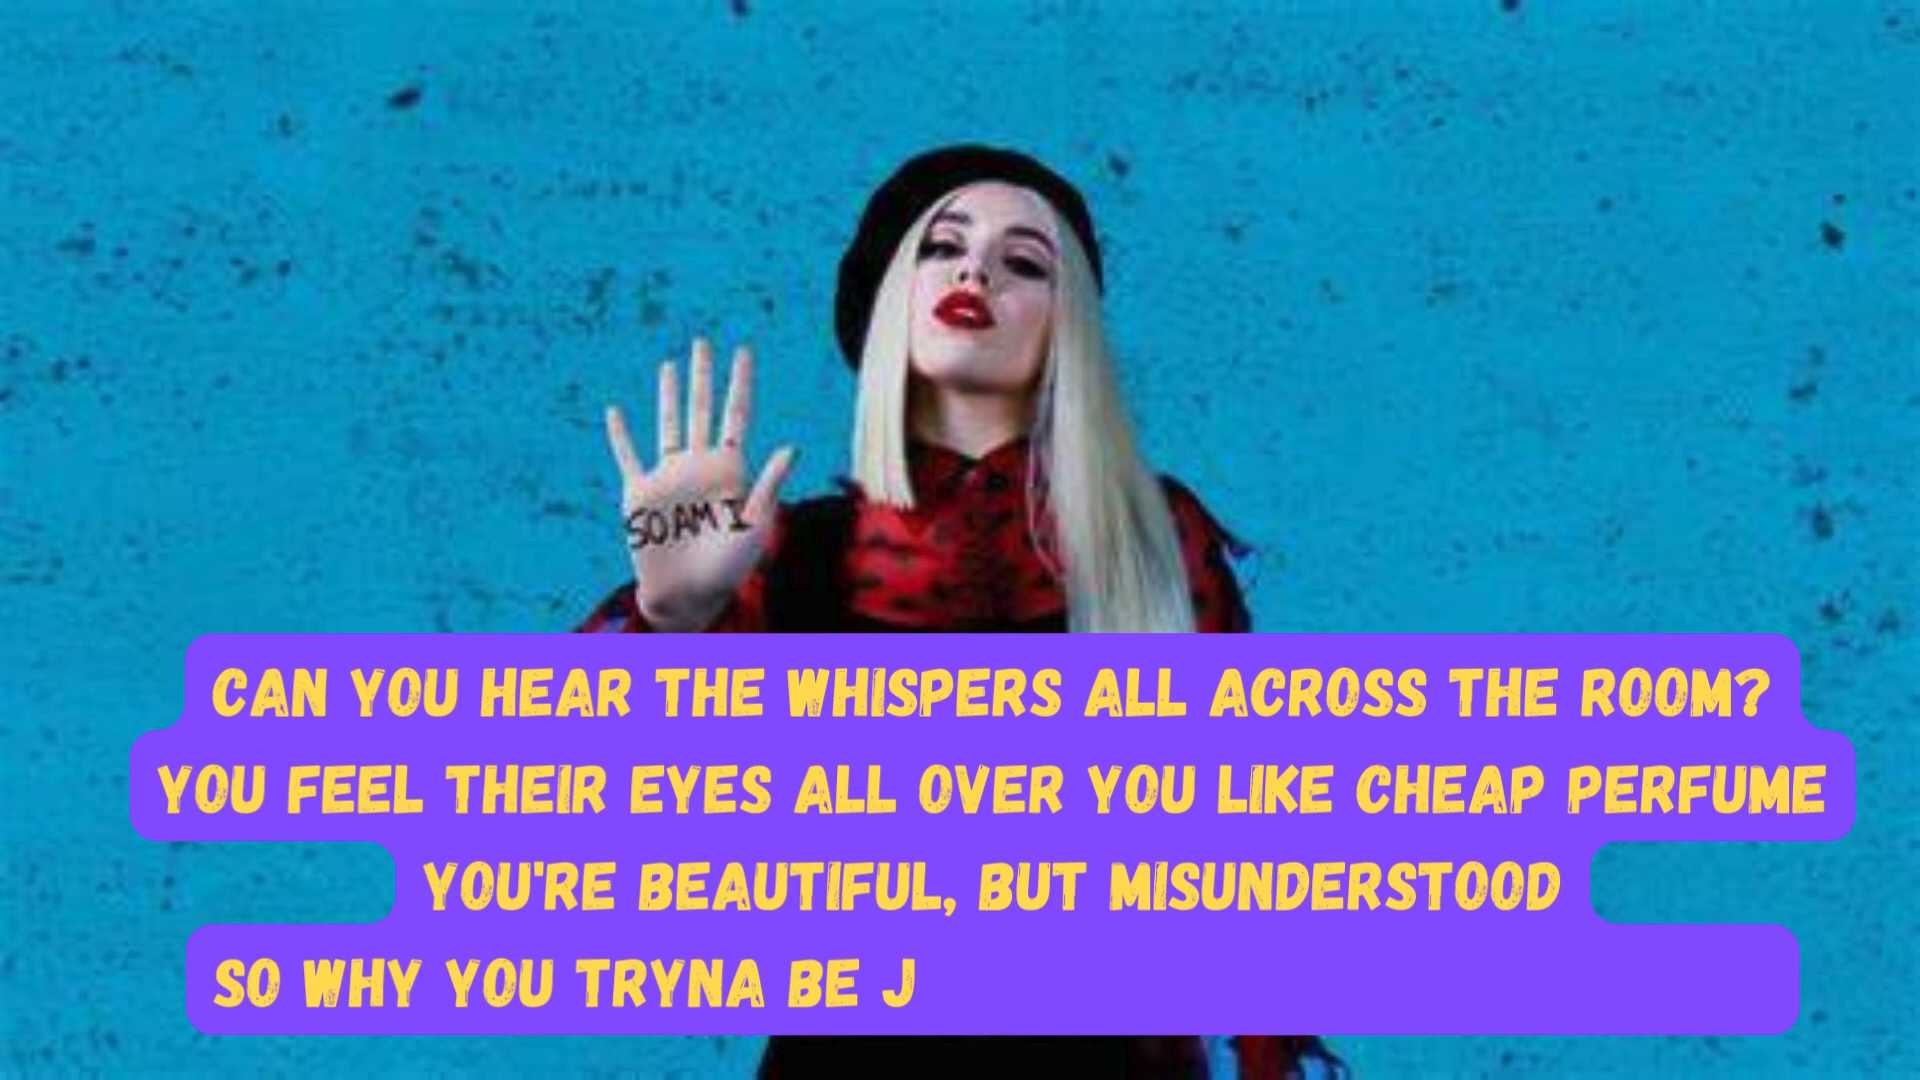 SO AM I
CAN YOU HEAR THE WHISPERS ALL ACROSS THE ROOM?
YOU FEEL THEIR EYES ALL OVER YOU LIKE CHEAP PERFUME
YOU'RE BEAUTIFUL, BUT MISUNDERSTOOD
SO WHY YOU TRYNA BE J